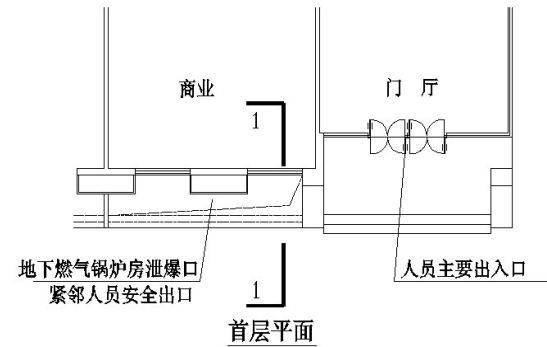 商业
门 厅
1
地下燃气锅炉房泄爆口
紧邻人员安全出口
人员主要出入口
1
首层平面